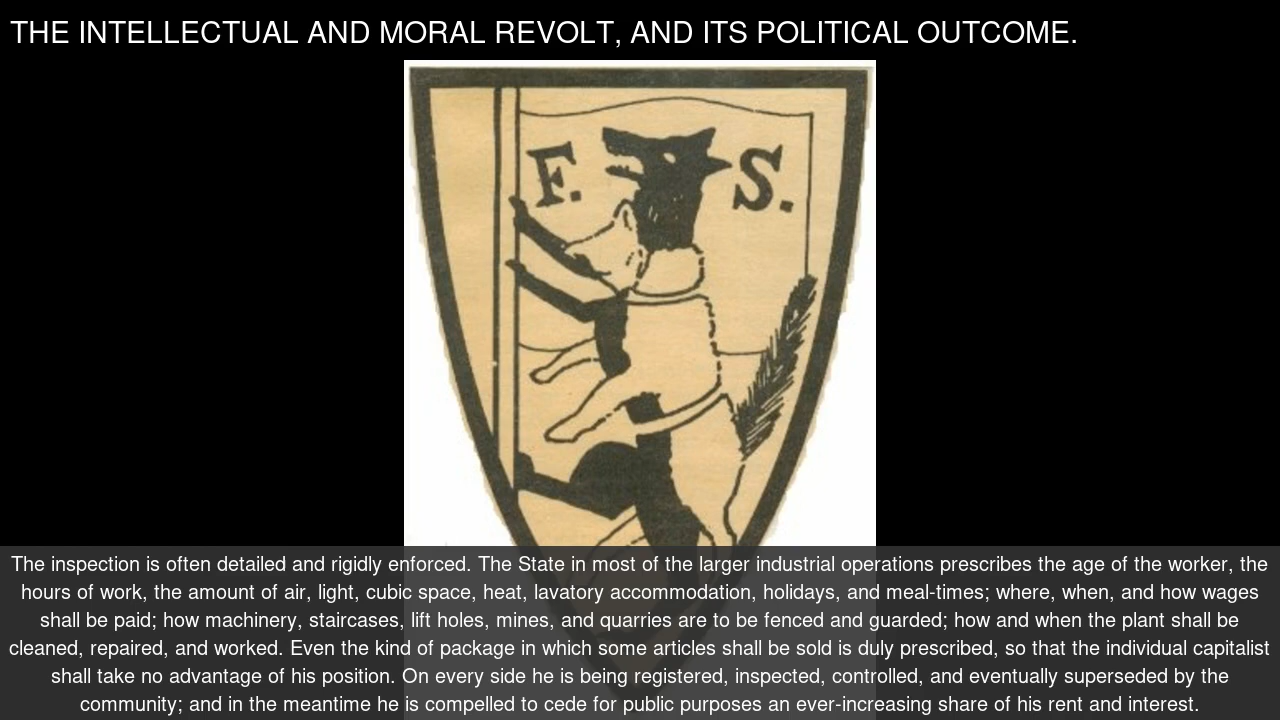 THE INTELLECTUAL AND MORAL REVOLT, AND ITS POLITICAL OUTCOME.
F. S.
The inspection is often detailed and rigidly enforced. The State in most of the larger industrial operations prescribes the age of the worker, the
hours of work, the amount of air, light, cubic space, heat, lavatory accommodation, holidays, and meal-times; where, when, and how wages
shall be paid; how machinery, staircases, lift holes, mines, and quarries are to be fenced and guarded; how and when the plant shall be
cleaned, repaired, and worked. Even the kind of package in which some articles shall be sold is duly prescribed, so that the individual capitalist
shall take no advantage of his position. On every side he is being registered, inspected, controlled, and eventually superseded by the
community; and in the meantime he is compelled to cede for public purposes an ever-increasing share of his rent and interest.